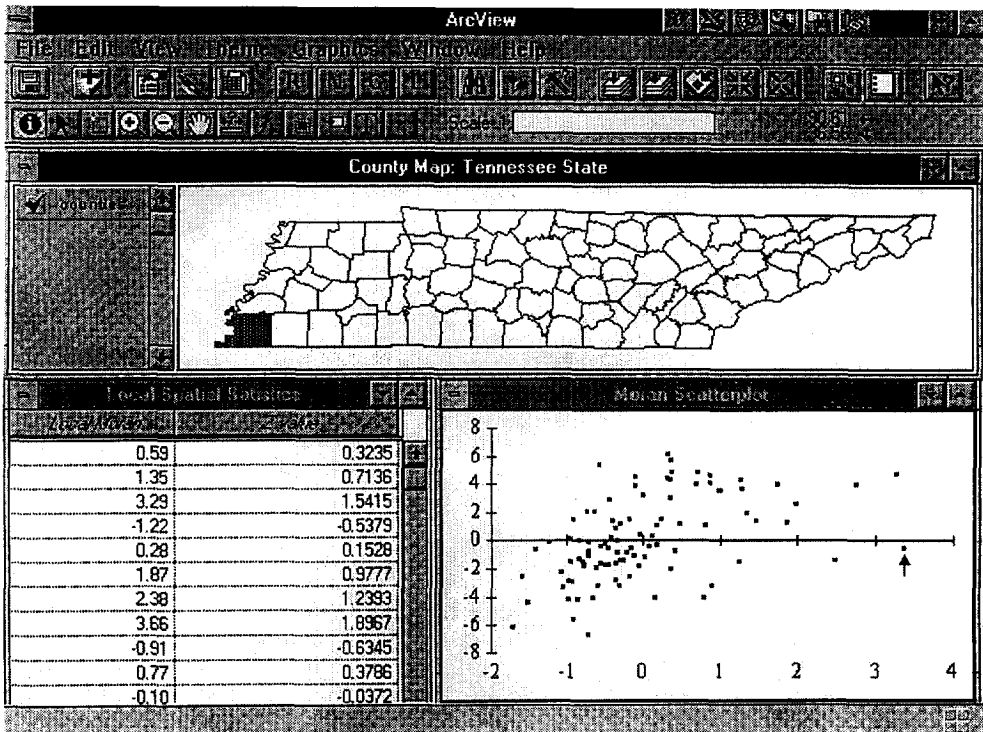 ArcView
File Edit View Theme Graphics Window Help
Scale 1:
County Map: Tennessee State
Local Spatial Statistics
Moran Scatterplot
Z-Value
0.59 0.3235
1.35 0.7136
3.29 1.5415
-1.22 -0.5379
0.28 0.1528
1.87 0.9777
2.38 1.2393
3.66 1.8967
-0.91 -0.6345
0.77 0.3786
-0.10 -0.0372
8
6
4
2
0
-2
-4
-6
-8
-2 -1 0 1 2 3 4